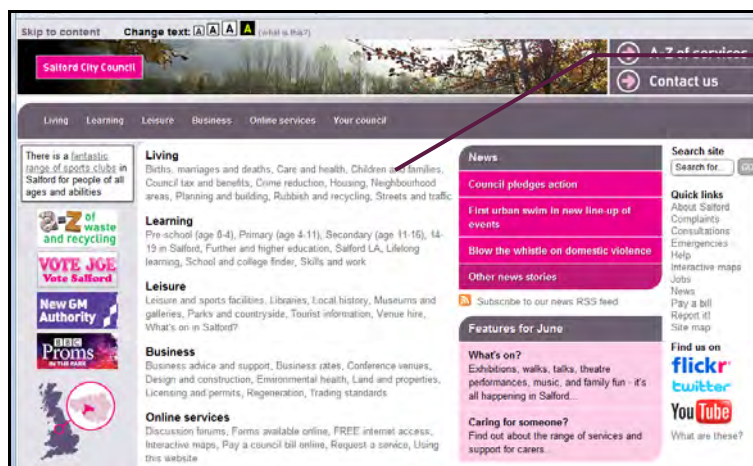 Skip to content
Change text: A A A A (what is this?)
Salford City Council
A-Z of services
Contact us
Living Learning Leisure Business Online services Your council
There is a fantastic
range of sports clubs in
Salford for people of all
ages and abilities
a-z of
waste
and recycling
VOTE JOE
Vote Salford
New GM
Authority
BBC
Proms
IN THE PARK
Living
Births, marriages and deaths, Care and health, Children and families,
Council tax and benefits, Crime reduction, Housing, Neighbourhood
areas, Planning and building, Rubbish and recycling, Streets and traffic
Learning
Pre-school (age 0-4), Primary (age 4-11), Secondary (age 11-16), 14-
19 in Salford, Further and higher education, Salford LA, Lifelong
learning, School and college finder, Skills and work
Leisure
Leisure and sports facilities, Libraries, Local history, Museums and
galleries, Parks and countryside, Tourist information, Venue hire,
What's on in Salford?
Business
Business advice and support, Business rates, Conference venues,
Design and construction, Environmental health, Land and properties,
Licensing and permits, Regeneration, Trading standards
Online services
Discussion forums, Forms available online, FREE internet access,
Interactive maps, Pay a council bill online, Request a service, Using
this website
News
Council pledges action
First urban swim in new line-up of
events
Blow the whistle on domestic violence
Other news stories
Subscribe to our news RSS feed
Features for June
What's on?
Exhibitions, walks, talks, theatre
performances, music, and family fun - it's
all happening in Salford...
Caring for someone?
Find out about the range of services and
support for carers...
Search site
Search for...
Quick links
About Salford
Complaints
Consultations
Emergencies
Help
Interactive maps
Jobs
News
Pay a bill
Report it!
Site map
Find us on
flickr
twitter
YouTube
What are these?